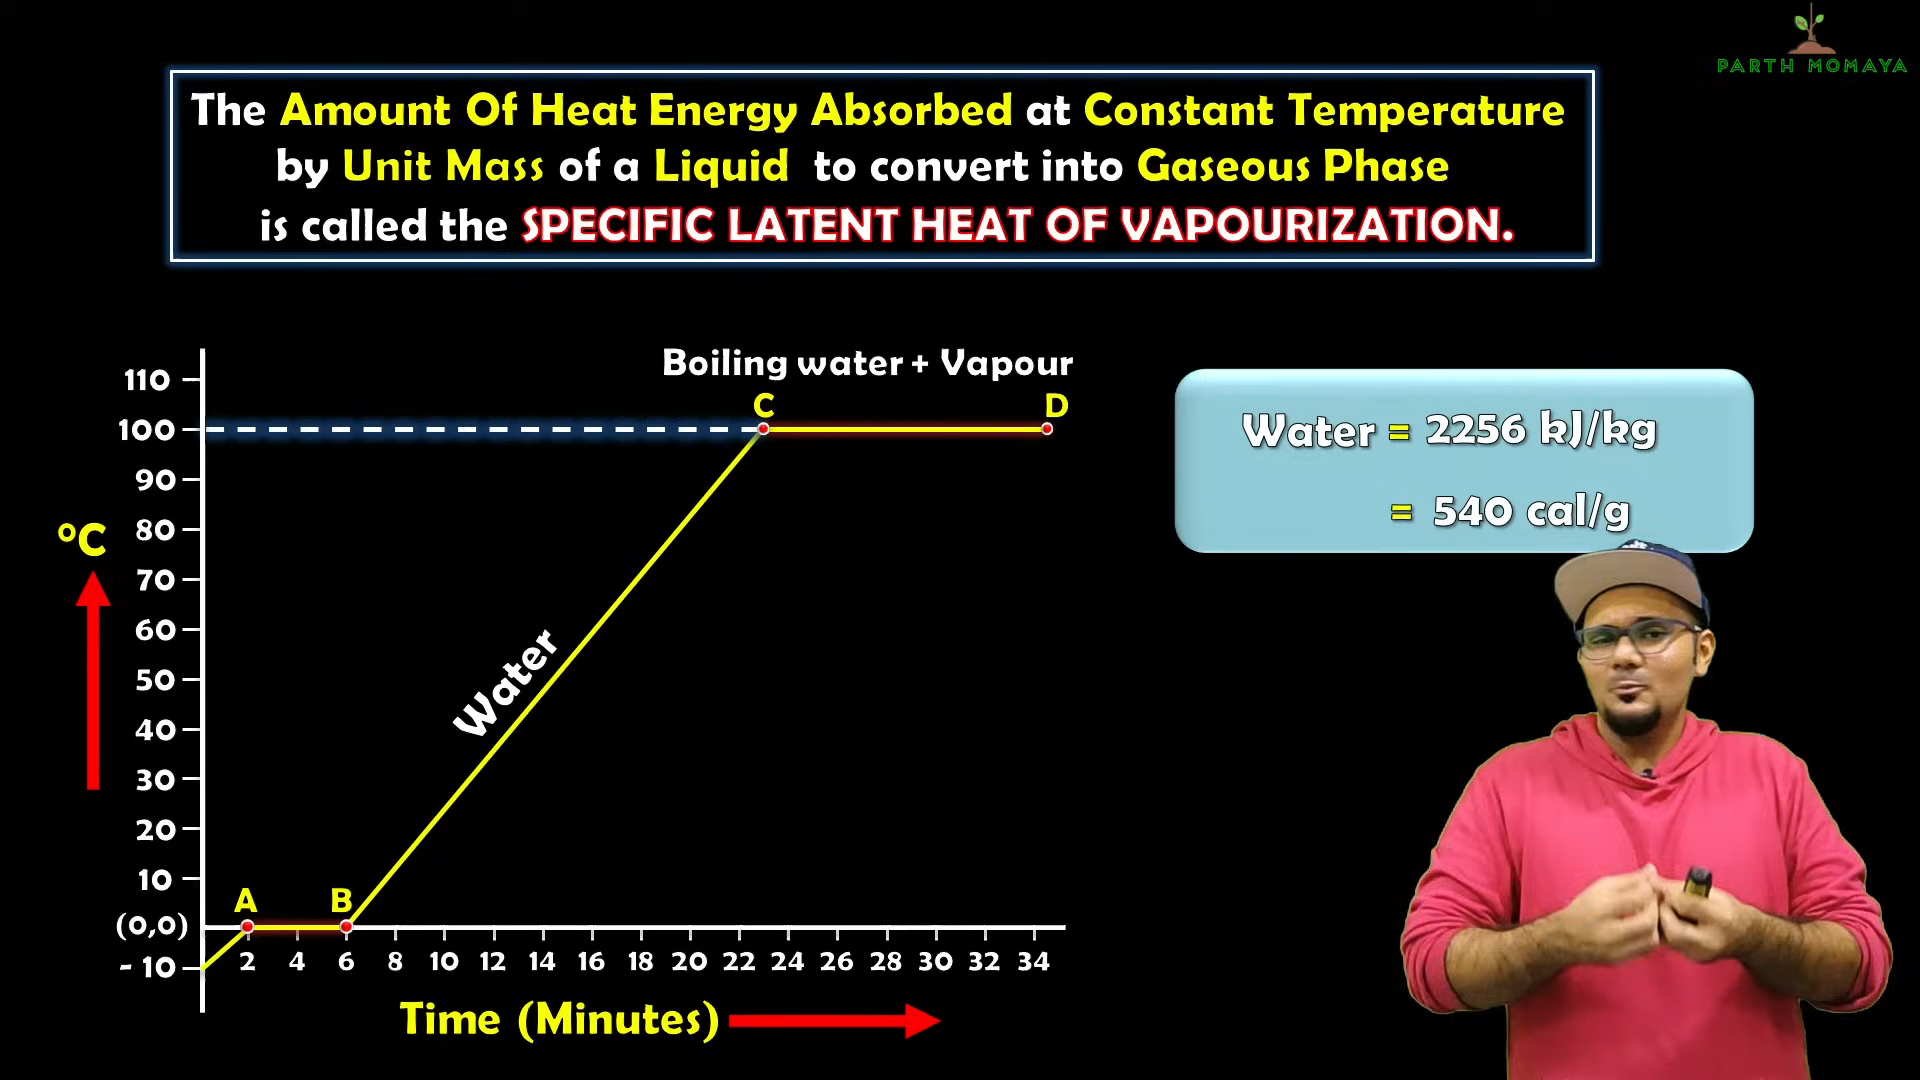 PARTH MOMAYA
The Amount Of Heat Energy Absorbed at Constant Temperature
by Unit Mass of a Liquid to convert into Gaseous Phase
is called the SPECIFIC LATENT HEAT OF VAPOURIZATION.
Boiling water + Vapour
C D
Water = 2256 kJ/kg
= 540 cal/g
°C
110
100
90
80
70
60
50
40
30
20
10
(0,0)
- 10
Water
A B
2 4 6 8 10 12 14 16 18 20 22 24 26 28 30 32 34
Time (Minutes)